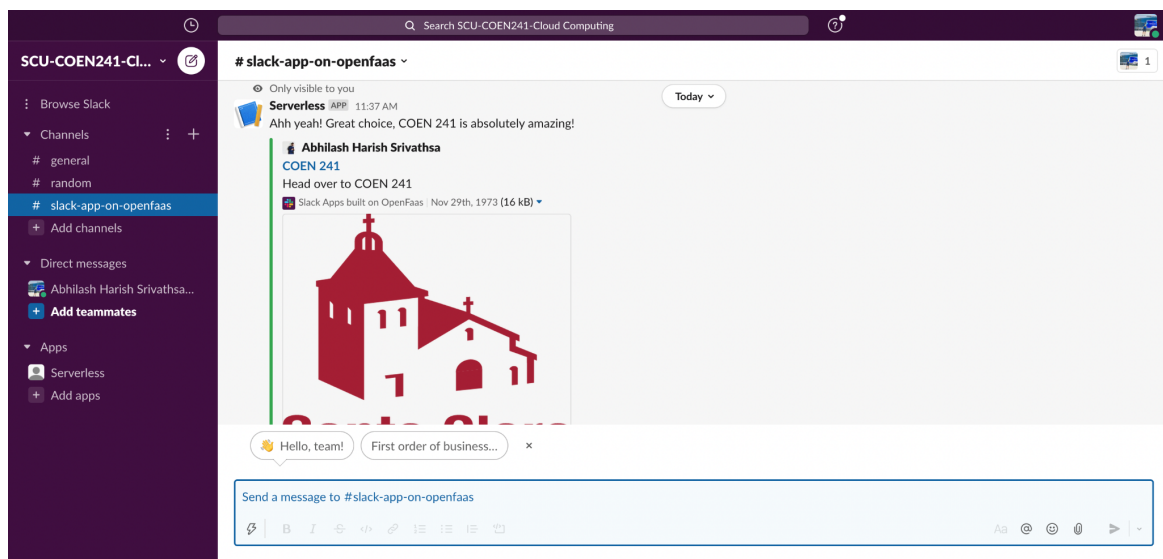 Search SCU-COEN241-Cloud Computing
SCU-COEN241-Cl...
Browse Slack
Channels
# general
# random
# slack-app-on-openfaas
+ Add channels
Direct messages
Abhilash Harish Srivathsa...
+ Add teammates
Apps
Serverless
+ Add apps
# slack-app-on-openfaas
1
Only visible to you
Today
Serverless APP 11:37 AM
Ahh yeah! Great choice, COEN 241 is absolutely amazing!
Abhilash Harish Srivathsa
COEN 241
Head over to COEN 241
Slack Apps built on OpenFaas | Nov 29th, 1973 (16 kB)
Santa Clara
Hello, team!
First order of business...
Send a message to #slack-app-on-openfaas
B I S </>
Aa @